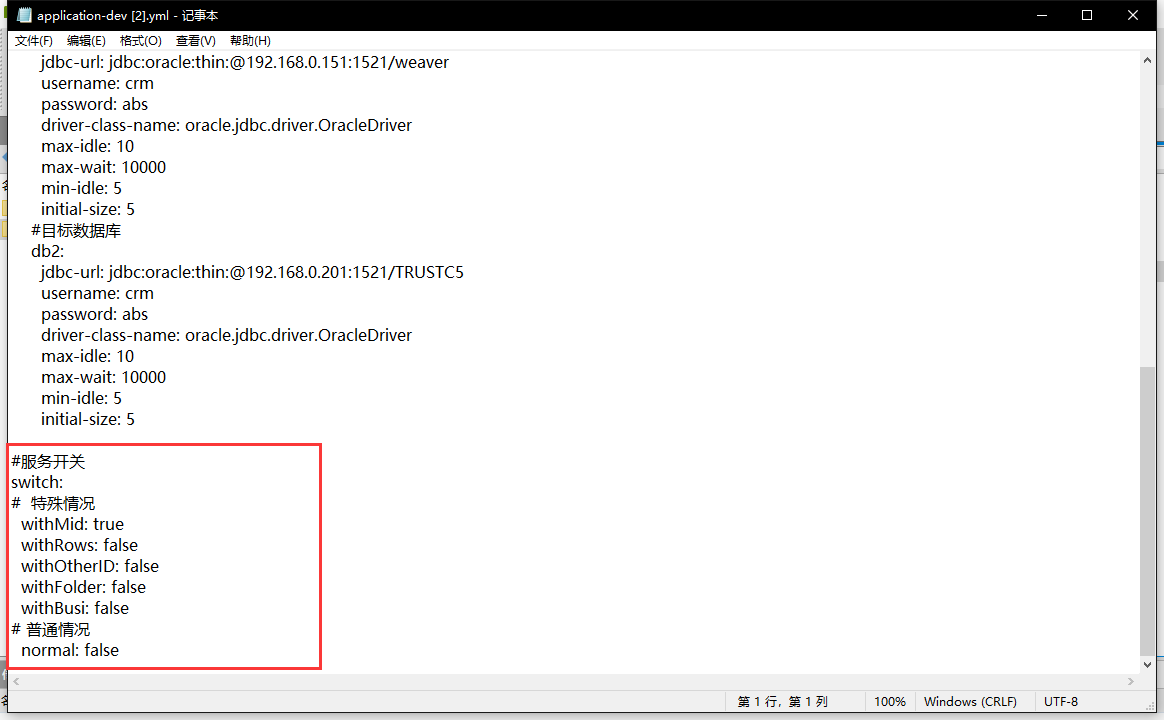 application-dev [2].yml - 记事本
文件(F) 编辑(E) 格式(O) 查看(V) 帮助(H)
jdbc-url: jdbc:oracle:thin:@192.168.0.151:1521/weaver
username: crm
password: abs
driver-class-name: oracle.jdbc.driver.OracleDriver
max-idle: 10
max-wait: 10000
min-idle: 5
initial-size: 5
#目标数据库
db2:
jdbc-url: jdbc:oracle:thin:@192.168.0.201:1521/TRUSTC5
username: crm
password: abs
driver-class-name: oracle.jdbc.driver.OracleDriver
max-idle: 10
max-wait: 10000
min-idle: 5
initial-size: 5
#服务开关
switch:
# 特殊情况
withMid: true
withRows: false
withOtherID: false
withFolder: false
withBusi: false
# 普通情况
normal: false
第 1 行，第 1 列 100% Windows (CRLF) UTF-8